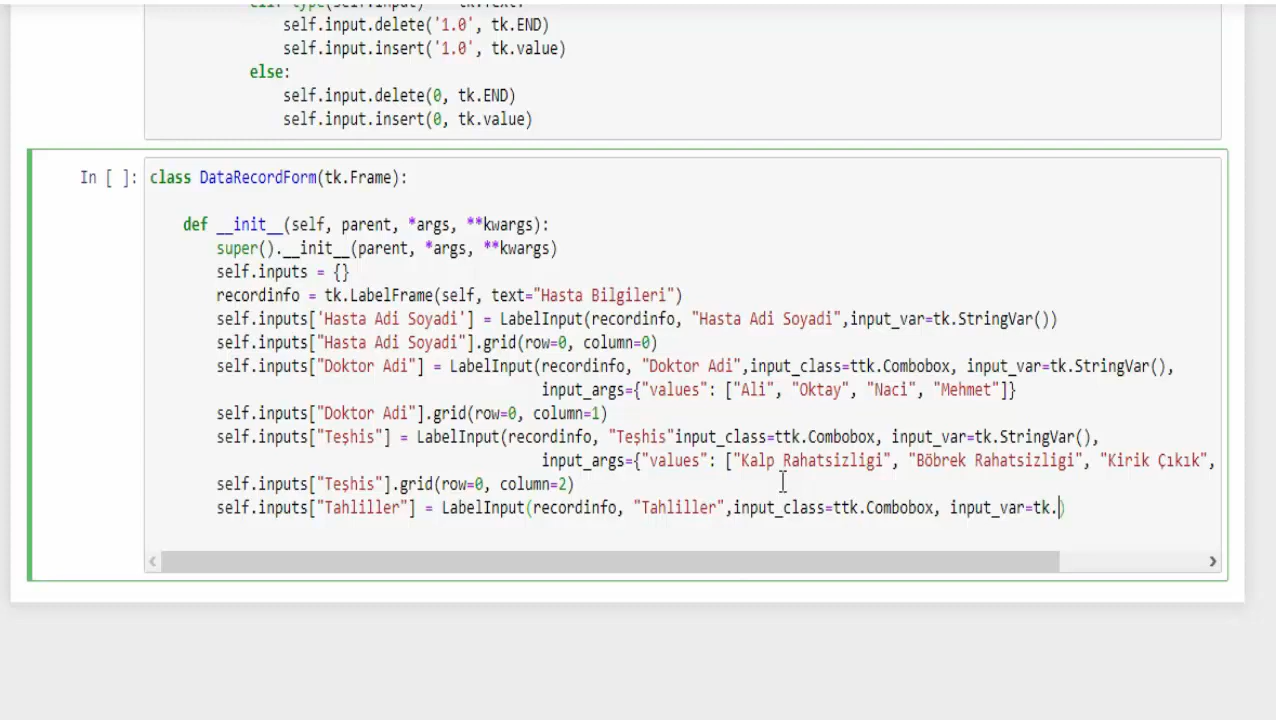 self.input.delete('1.0', tk.END)
self.input.insert('1.0', tk.value)
else:
self.input.delete(0, tk.END)
self.input.insert(0, tk.value)
In [ ]: class DataRecordForm(tk.Frame):
def __init__(self, parent, *args, **kwargs):
super().__init__(parent, *args, **kwargs)
self.inputs = {}
recordinfo = tk.LabelFrame(self, text="Hasta Bilgileri")
self.inputs['Hasta Adi Soyadi'] = LabelInput(recordinfo, "Hasta Adi Soyadi",input_var=tk.StringVar())
self.inputs["Hasta Adi Soyadi"].grid(row=0, column=0)
self.inputs["Doktor Adi"] = LabelInput(recordinfo, "Doktor Adi",input_class=ttk.Combobox, input_var=tk.StringVar(),
input_args={"values": ["Ali", "Oktay", "Naci", "Mehmet"]}
self.inputs["Doktor Adi"].grid(row=0, column=1)
self.inputs["Teşhis"] = LabelInput(recordinfo, "Teşhis"input_class=ttk.Combobox, input_var=tk.StringVar(),
input_args={"values": ["Kalp Rahatsizligi", "Böbrek Rahatsizligi", "Kirik Çıkık",
self.inputs["Teşhis"].grid(row=0, column=2)
self.inputs["Tahliller"] = LabelInput(recordinfo, "Tahliller",input_class=ttk.Combobox, input_var=tk.)